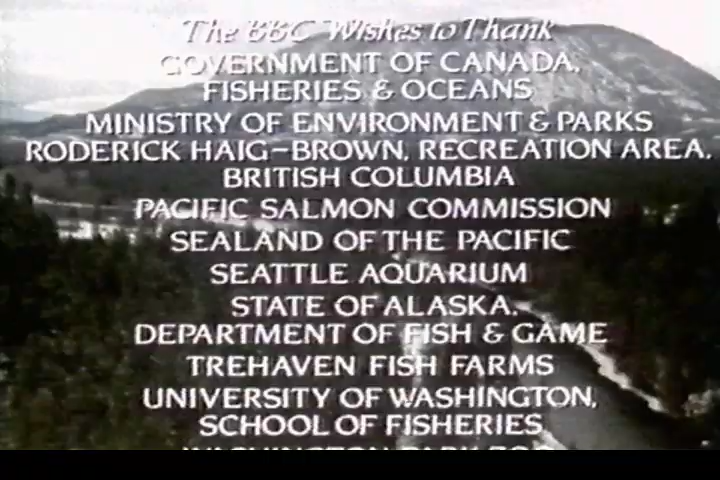 The BBC Wishes to Thank
GOVERNMENT OF CANADA,
FISHERIES & OCEANS
MINISTRY OF ENVIRONMENT & PARKS
RODERICK HAIG-BROWN, RECREATION AREA,
BRITISH COLUMBIA
PACIFIC SALMON COMMISSION
SEALAND OF THE PACIFIC
SEATTLE AQUARIUM
STATE OF ALASKA,
DEPARTMENT OF FISH & GAME
TREHAVEN FISH FARMS
UNIVERSITY OF WASHINGTON,
SCHOOL OF FISHERIES